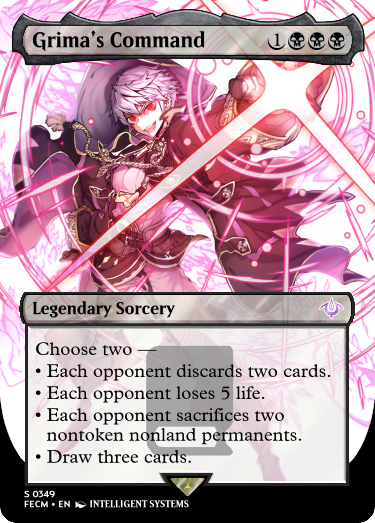 Grima's Command 1
Legendary Sorcery
Choose two —
• Each opponent discards two cards.
• Each opponent loses 5 life.
• Each opponent sacrifices two
nontoken nonland permanents.
• Draw three cards.
S 0349
FECM • EN INTELLIGENT SYSTEMS